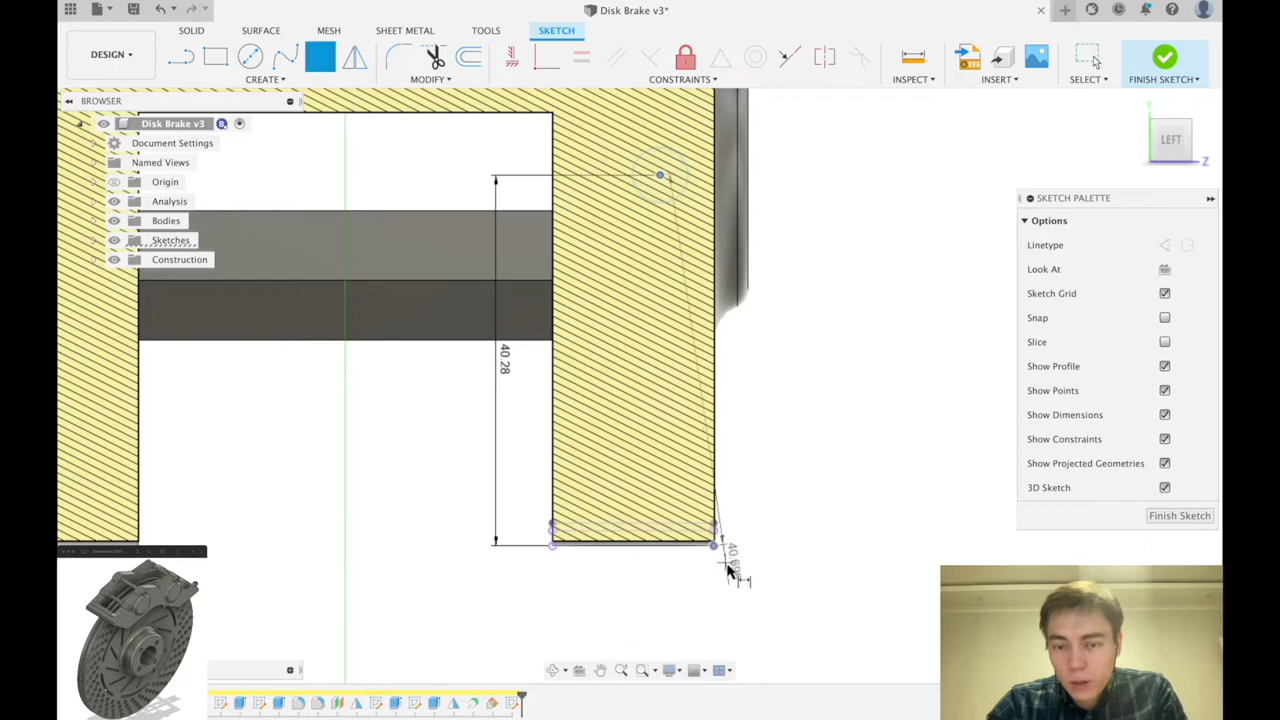 Disk Brake v3*
DESIGN
SOLID
SURFACE
MESH
SHEET METAL
TOOLS
SKETCH
CREATE
MODIFY
CONSTRAINTS
INSPECT
INSERT
SELECT
FINISH SKETCH
BROWSER
Disk Brake v3
Document Settings
Named Views
Origin
Analysis
Bodies
Sketches
Construction
Y
LEFT
Z
SKETCH PALETTE
Options
Linetype
Look At
Sketch Grid
Snap
Slice
Show Profile
Show Points
Show Dimensions
Show Constraints
Show Projected Geometries
3D Sketch
Finish Sketch
40.28